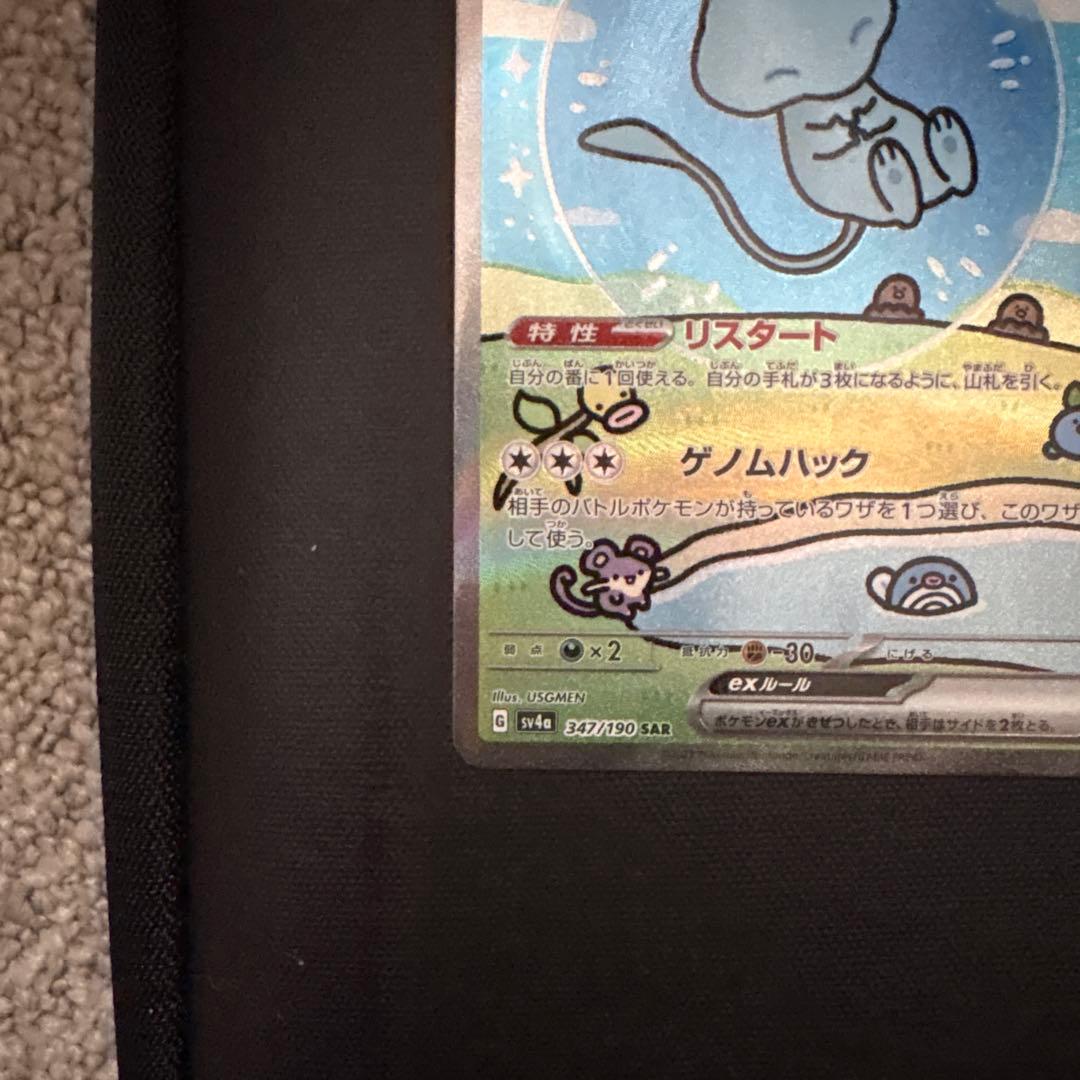 特性 とくせい リスタート
自分の番に1回使える。自分の手札が3枚になるように、山札を引く。
ゲノムハック
相手のバトルポケモンが持っているワザを1つ選び、このワザ
して使う。
弱点 ×2 抵抗力 -30 にげる
exルール
ポケモンexがきぜつしたとき、相手はサイドを2枚とる。
Illus. USGMEN
G sv4a 347/190 SAR